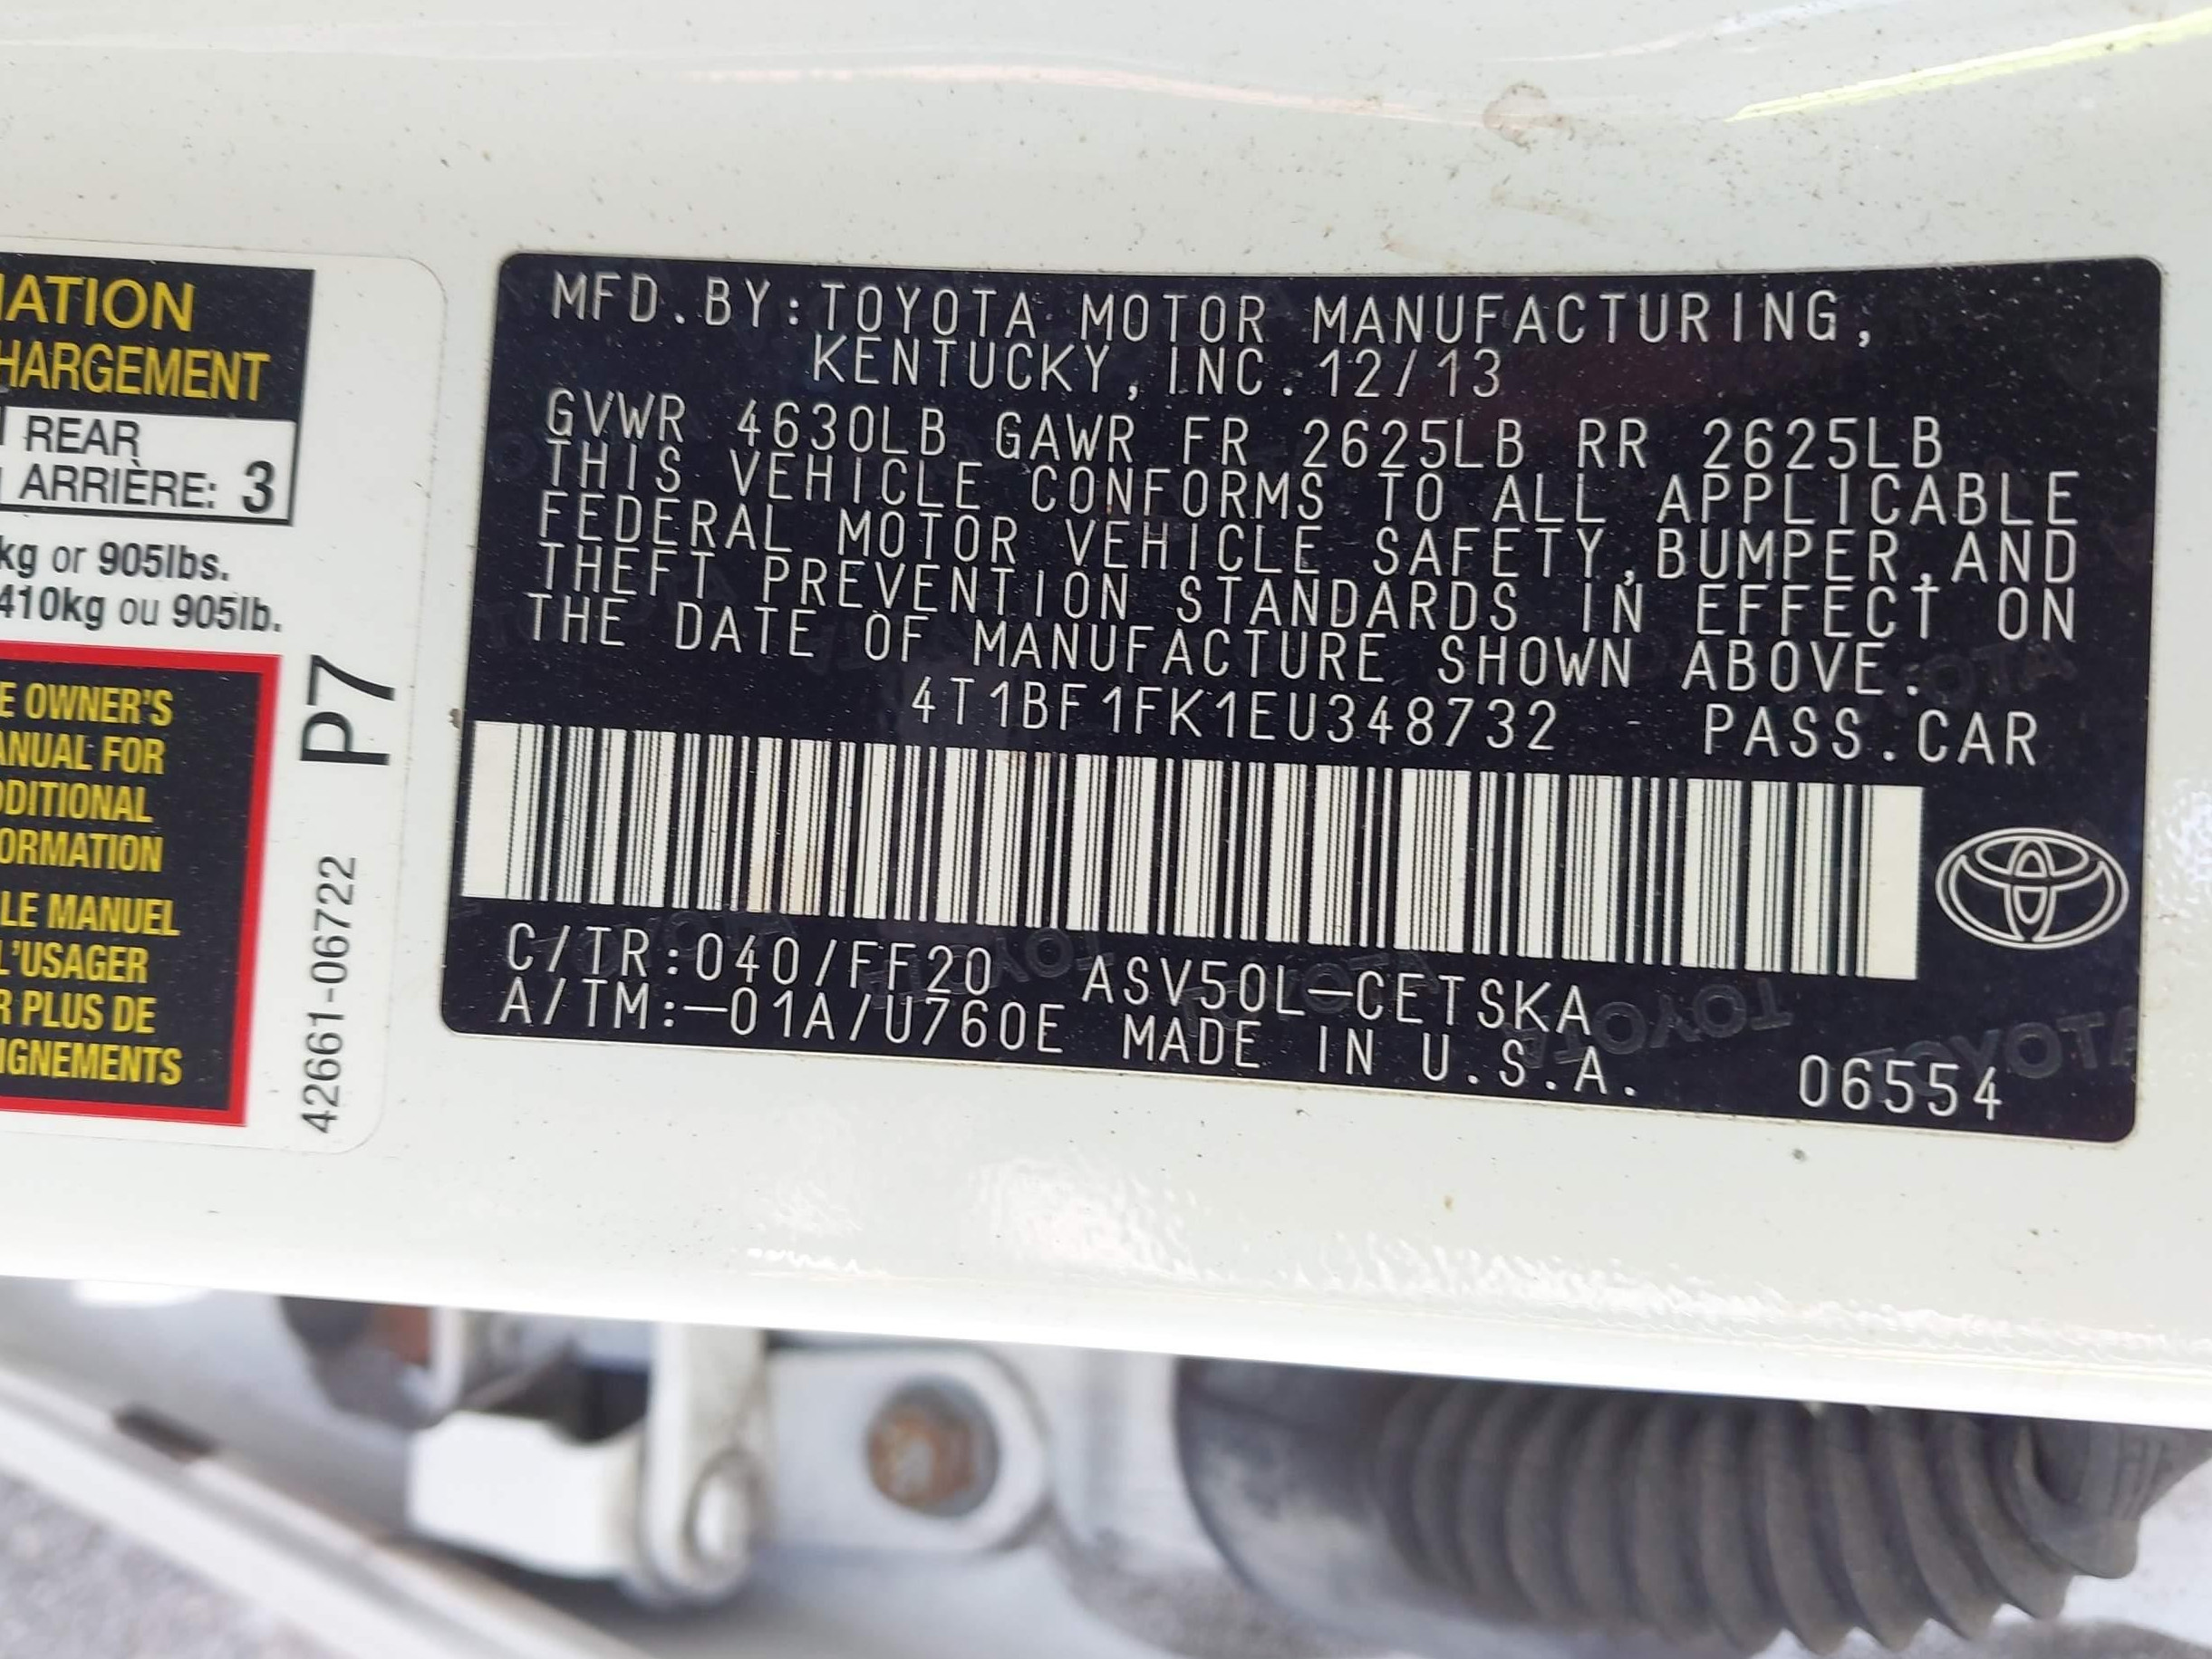 MATION
CHARGEMENT
REAR
ARRIÈRE: 3
kg or 905lbs.
410kg ou 905lb.
E OWNER'S
ANUAL FOR
DDITIONAL
ORMATION
LE MANUEL
L'USAGER
R PLUS DE
IGNEMENTS
P7
42661-06722
MFD.BY:TOYOTA MOTOR MANUFACTURING,
KENTUCKY,INC.12/13
GVWR 4630LB GAWR FR 2625LB RR 2625LB
THIS VEHICLE CONFORMS TO ALL APPLICABLE
FEDERAL MOTOR VEHICLE SAFETY,BUMPER,AND
THEFT PREVENTION STANDARDS IN EFFECT ON
THE DATE OF MANUFACTURE SHOWN ABOVE.
4T1BF1FK1EU348732 PASS.CAR
C/TR:040/FF20 ASV50L-CETSKA
A/TM:-01A/U760E MADE IN U.S.A. 06554